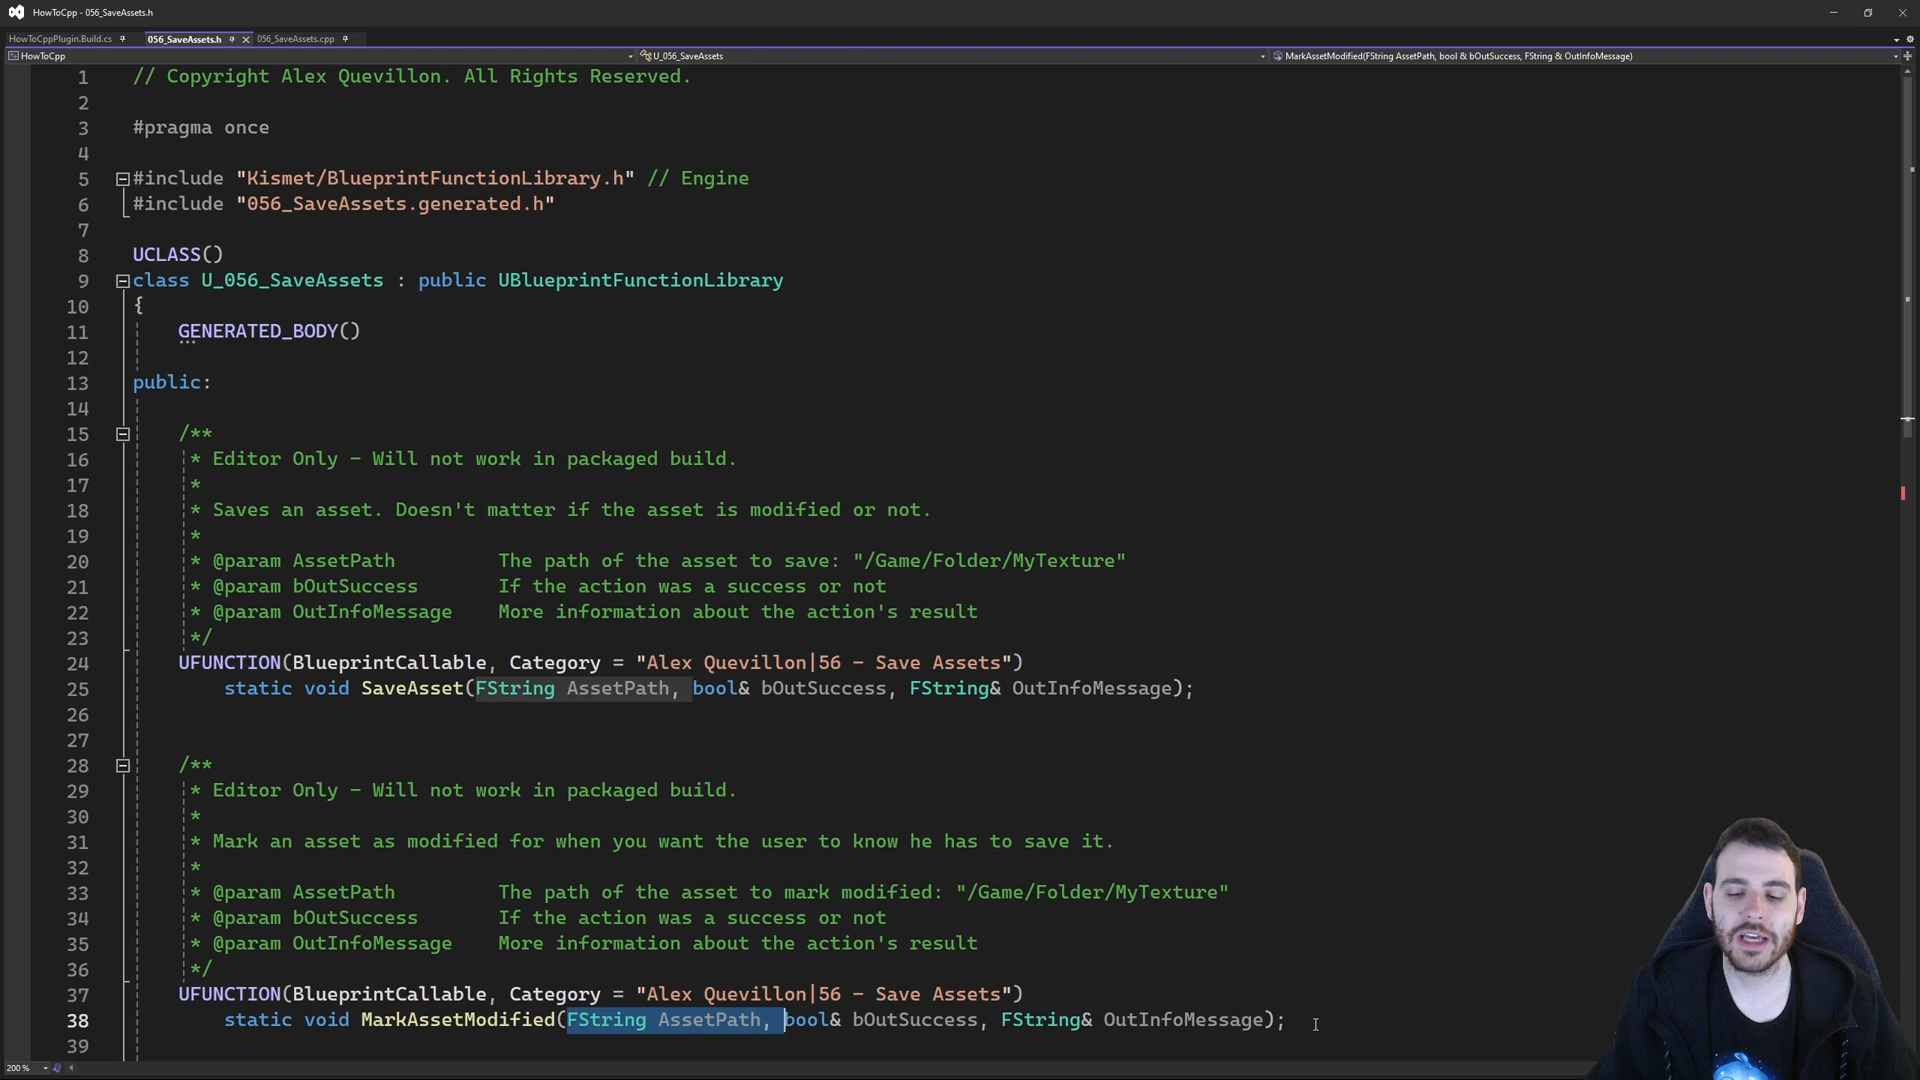 HowToCpp - 056_SaveAssets.h
HowToCppPlugin.Build.cs 056_SaveAssets.h 056_SaveAssets.cpp
HowToCpp U_056_SaveAssets MarkAssetModified(FString AssetPath, bool & bOutSuccess, FString & OutInfoMessage)
1 // Copyright Alex Quevillon. All Rights Reserved.
2
3 #pragma once
4
5 #include "Kismet/BlueprintFunctionLibrary.h" // Engine
6 #include "056_SaveAssets.generated.h"
7
8 UCLASS()
9 class U_056_SaveAssets : public UBlueprintFunctionLibrary
10 {
11 GENERATED_BODY()
12
13 public:
14
15 /**
16 * Editor Only - Will not work in packaged build.
17 *
18 * Saves an asset. Doesn't matter if the asset is modified or not.
19 *
20 * @param AssetPath The path of the asset to save: "/Game/Folder/MyTexture"
21 * @param bOutSuccess If the action was a success or not
22 * @param OutInfoMessage More information about the action's result
23 */
24 UFUNCTION(BlueprintCallable, Category = "Alex Quevillon|56 - Save Assets")
25 static void SaveAsset(FString AssetPath, bool& bOutSuccess, FString& OutInfoMessage);
26
27
28 /**
29 * Editor Only - Will not work in packaged build.
30 *
31 * Mark an asset as modified for when you want the user to know he has to save it.
32 *
33 * @param AssetPath The path of the asset to mark modified: "/Game/Folder/MyTexture"
34 * @param bOutSuccess If the action was a success or not
35 * @param OutInfoMessage More information about the action's result
36 */
37 UFUNCTION(BlueprintCallable, Category = "Alex Quevillon|56 - Save Assets")
38 static void MarkAssetModified(FString AssetPath, bool& bOutSuccess, FString& OutInfoMessage);
39
200 %